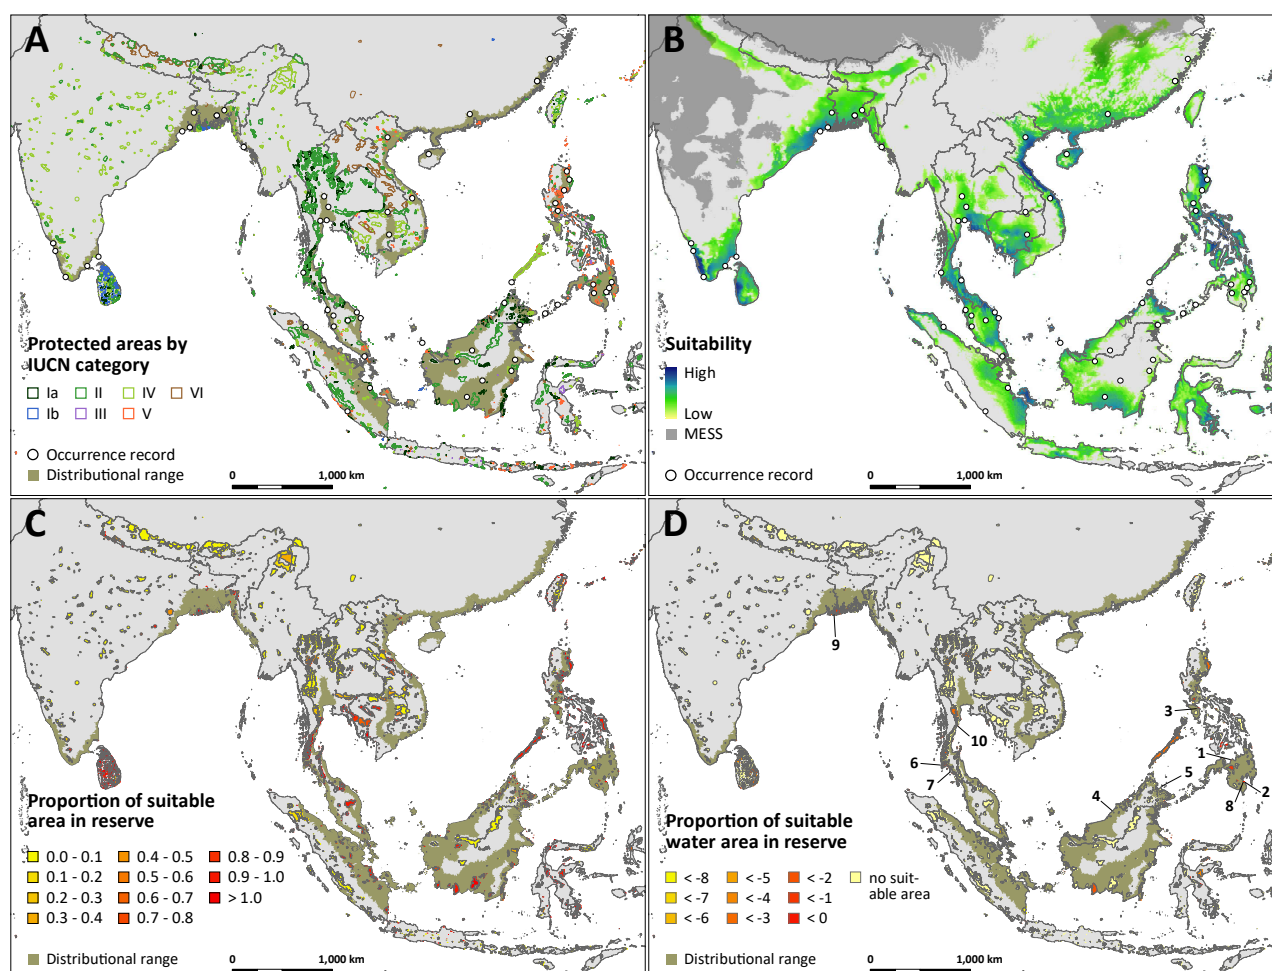 A
Protected areas by
IUCN category
Ia II IV VI
Ib III V
Occurrence record
Distributional range
0 1,000 km
B
Suitability
High
Low
MESS
Occurrence record
0 1,000 km
C
Proportion of suitable
area in reserve
0.0 - 0.1 0.4 - 0.5 0.8 - 0.9
0.1 - 0.2 0.5 - 0.6 0.9 - 1.0
0.2 - 0.3 0.6 - 0.7 > 1.0
0.3 - 0.4 0.7 - 0.8
Distributional range
0 1,000 km
D
9
3
10
1
6
5
7
2
4
8
Proportion of suitable
water area in reserve
< -8 < -5 < -2 no suit-
able area
< -7 < -4 < -1
< -6 < -3 < 0
Distributional range
0 1,000 km